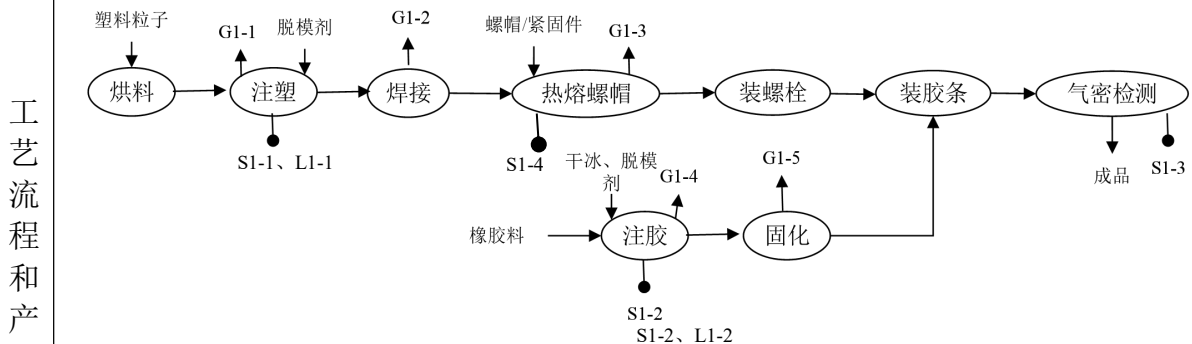 工艺流程和产
塑料粒子
G1-1
脱模剂
G1-2
螺帽/紧固件
G1-3
烘料
注塑
焊接
热熔螺帽
装螺栓
装胶条
气密检测
S1-1、L1-1
S1-4
成品
S1-3
干冰、脱模
剂
G1-4
G1-5
橡胶料
注胶
固化
S1-2
S1-2、L1-2